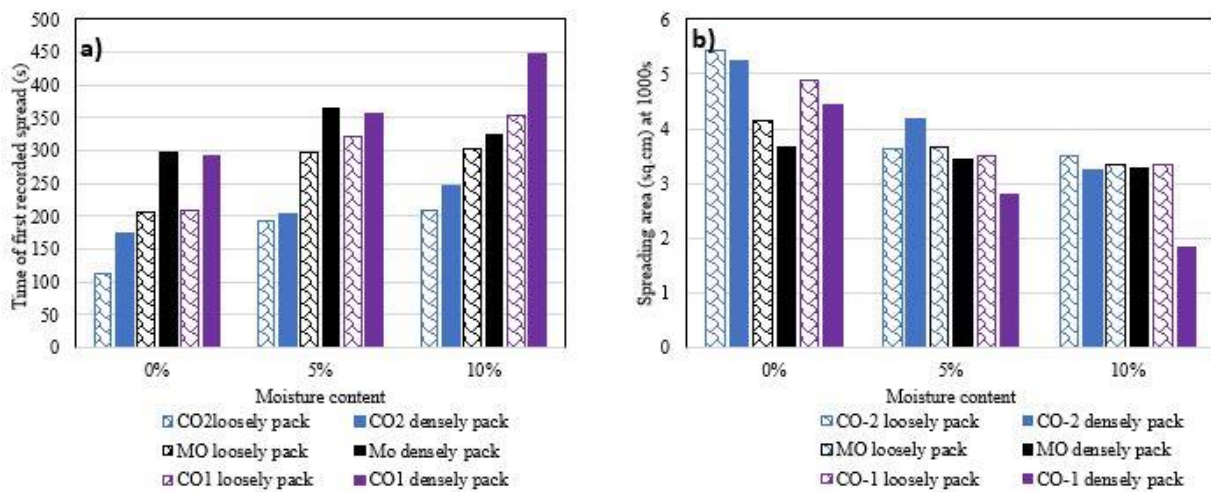 a)
Time of first recorded spread (s)
500
450
400
350
300
250
200
150
100
50
0
0% 5% 10%
Moisture content
CO2loosely pack CO2 densely pack
MO loosely pack Mo densely pack
CO1 loosely pack CO1 densely pack
b)
Spreading area (sq.cm) at 1000s
6
5
4
3
2
1
0
0% 5% 10%
Moisture content
CO-2 loosely pack CO-2 densely pack
MO loosely pack MO densely pack
CO-1 loosely pack CO-1 densely pack